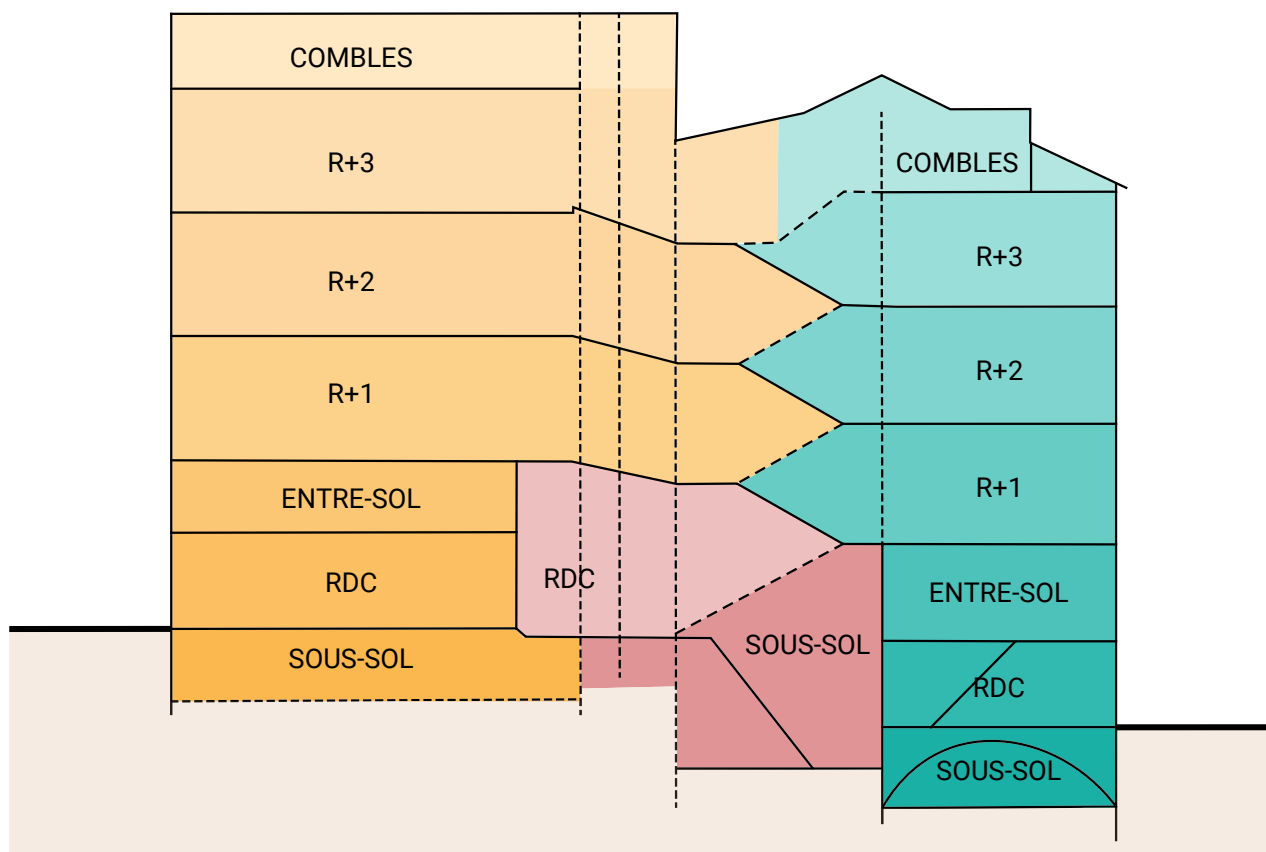 COMBLES
R+3
R+2
R+1
ENTRE-SOL
RDC
SOUS-SOL
RDC
SOUS-SOL
COMBLES
R+3
R+2
R+1
ENTRE-SOL
RDC
SOUS-SOL